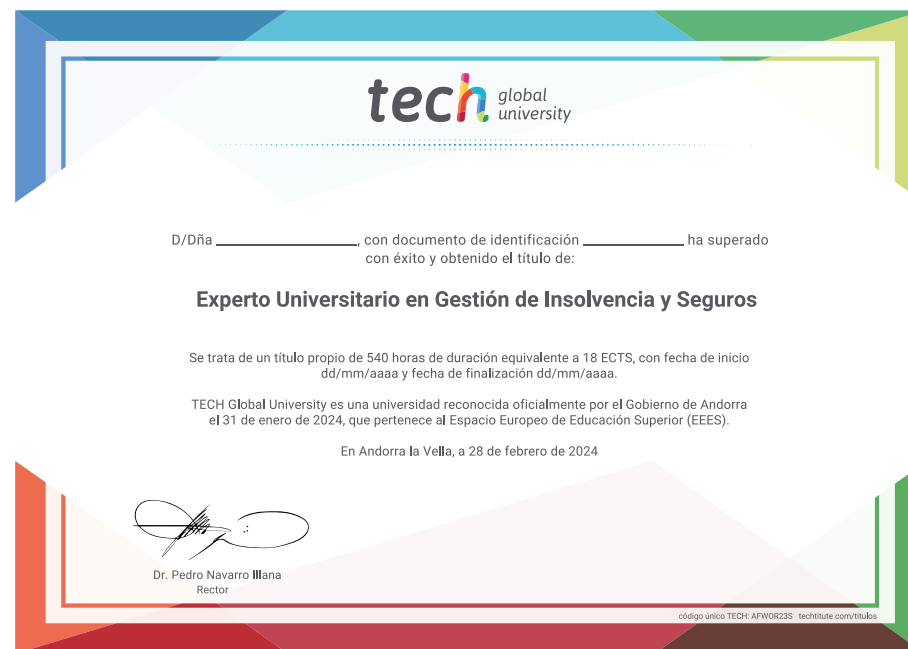 tech global university
D/Dña ____________, con documento de identificación ____________ ha superado
con éxito y obtenido el título de:
Experto Universitario en Gestión de Insolvencia y Seguros
Se trata de un título propio de 540 horas de duración equivalente a 18 ECTS, con fecha de inicio
dd/mm/aaaa y fecha de finalización dd/mm/aaaa.
TECH Global University es una universidad reconocida oficialmente por el Gobierno de Andorra
el 31 de enero de 2024, que pertenece al Espacio Europeo de Educación Superior (EEES).
En Andorra la Vella, a 28 de febrero de 2024
Dr. Pedro Navarro Illana
Rector
código único TECH: AFWOR23S techtitute.com/titulos